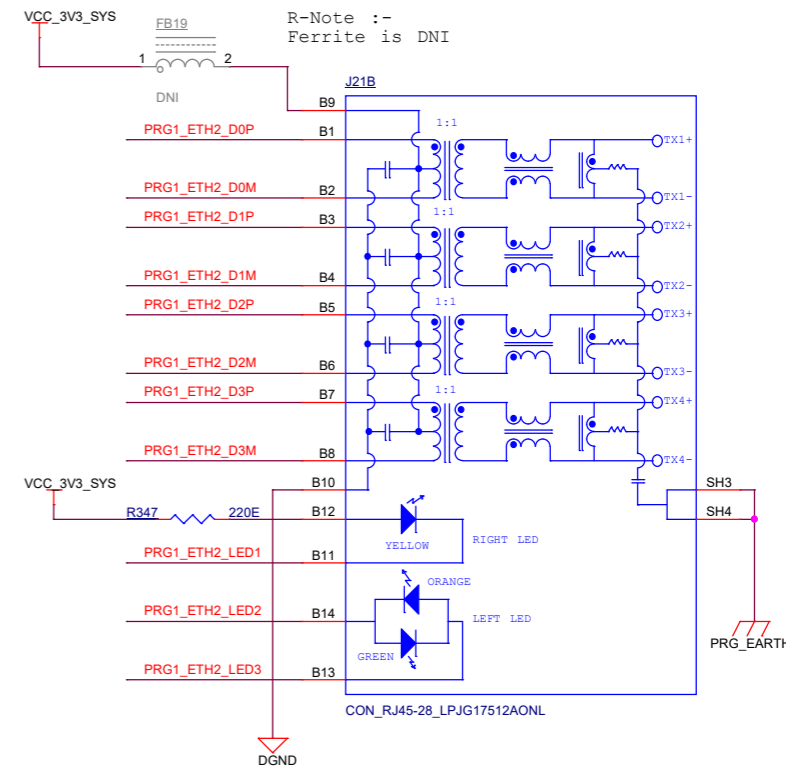 VCC_3V3_SYS
FB19
R-Note :-
Ferrite is DNI
1
2
DNI
J21B
B9
PRG1_ETH2_D0P
B1
1:1
TX1+
PRG1_ETH2_D0M
B2
TX1-
PRG1_ETH2_D1P
B3
1:1
TX2+
PRG1_ETH2_D1M
B4
TX2-
PRG1_ETH2_D2P
B5
1:1
TX3+
PRG1_ETH2_D2M
B6
TX3-
PRG1_ETH2_D3P
B7
1:1
TX4+
PRG1_ETH2_D3M
B8
TX4-
VCC_3V3_SYS
B10
SH3
R347
220E
B12
SH4
YELLOW
RIGHT LED
PRG1_ETH2_LED1
B11
ORANGE
PRG1_ETH2_LED2
B14
LEFT LED
GREEN
PRG_EARTH
PRG1_ETH2_LED3
B13
CON_RJ45-28_LPJG17512AONL
DGND